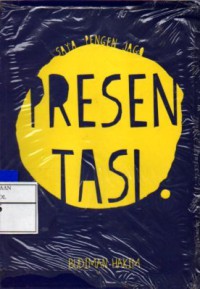 SAYA PENGEN JAGO
PRESEN
TASI.
BUDIMAN HAKIM